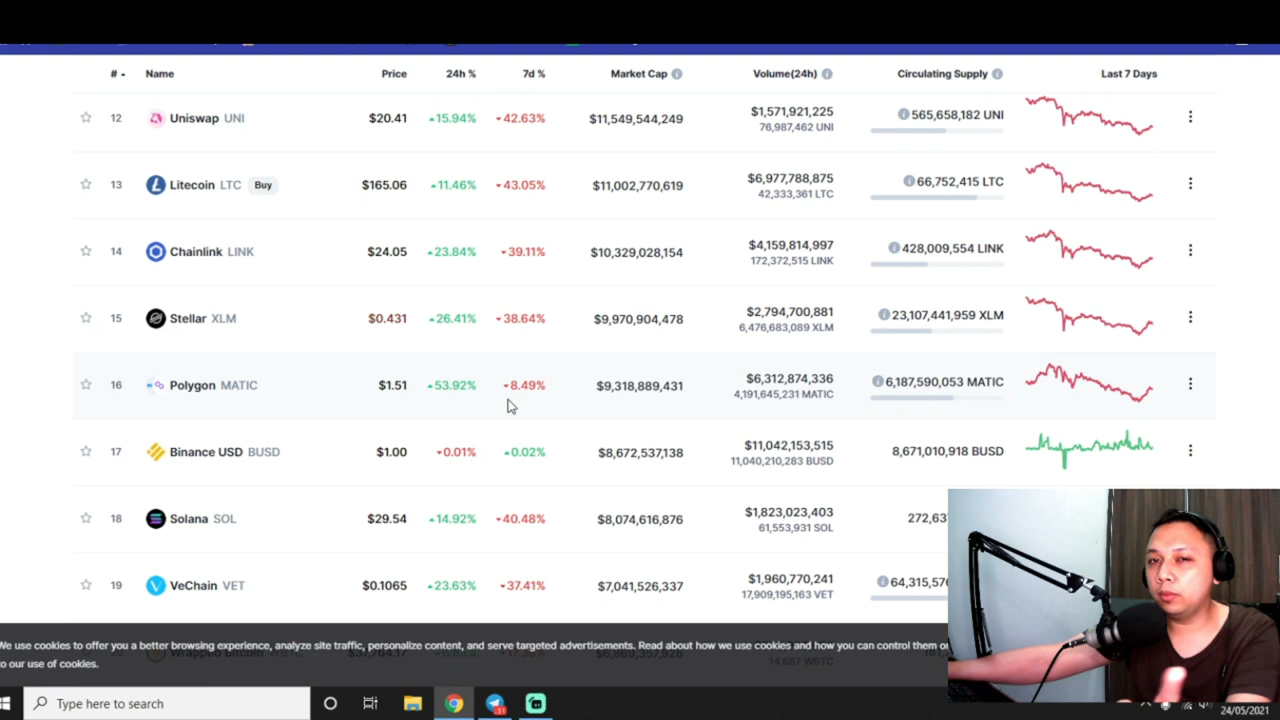 # Name Price 24h % 7d % Market Cap Volume(24h) Circulating Supply Last 7 Days
12 Uniswap UNI $20.41 15.94% 42.63% $11,549,544,249 $1,571,921,225 565,658,182 UNI
76,987,462 UNI
13 Litecoin LTC Buy $165.06 11.46% 43.05% $11,002,770,619 $6,977,788,875 66,752,415 LTC
42,333,361 LTC
14 Chainlink LINK $24.05 23.84% 39.11% $10,329,028,154 $4,159,814,997 428,009,554 LINK
172,372,515 LINK
15 Stellar XLM $0.431 26.41% 38.64% $9,970,904,478 $2,794,700,881 23,107,441,959 XLM
6,476,683,089 XLM
16 Polygon MATIC $1.51 53.92% 8.49% $9,318,889,431 $6,312,874,336 6,187,590,053 MATIC
4,191,645,231 MATIC
17 Binance USD BUSD $1.00 0.01% 0.02% $8,672,537,138 $11,042,153,515 8,671,010,918 BUSD
11,040,210,283 BUSD
18 Solana SOL $29.54 14.92% 40.48% $8,074,616,876 $1,823,023,403 272,63
61,553,931 SOL
19 VeChain VET $0.1065 23.63% 37.41% $7,041,526,337 $1,960,770,241 64,315,576
17,909,195,163 VET
We use cookies to offer you a better browsing experience, analyze site traffic, personalize content, and serve targeted advertisements. Read about how we use cookies and how you can control them
to our use of cookies.
Type here to search
24/05/2021